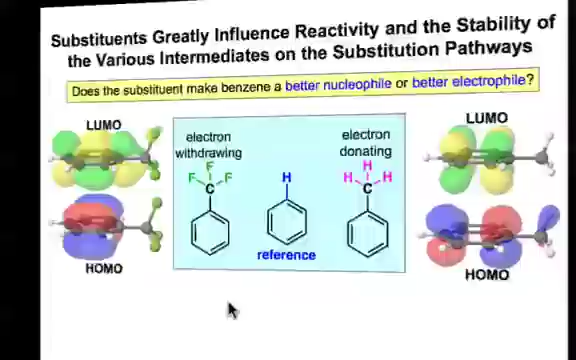 Substituents Greatly Influence Reactivity and the Stability of
the Various Intermediates on the Substitution Pathways
Does the substituent make benzene a better nucleophile or better electrophile?
LUMO
HOMO
electron
withdrawing
F
F F
C
H
reference
electron
donating
H
H H
C
LUMO
HOMO